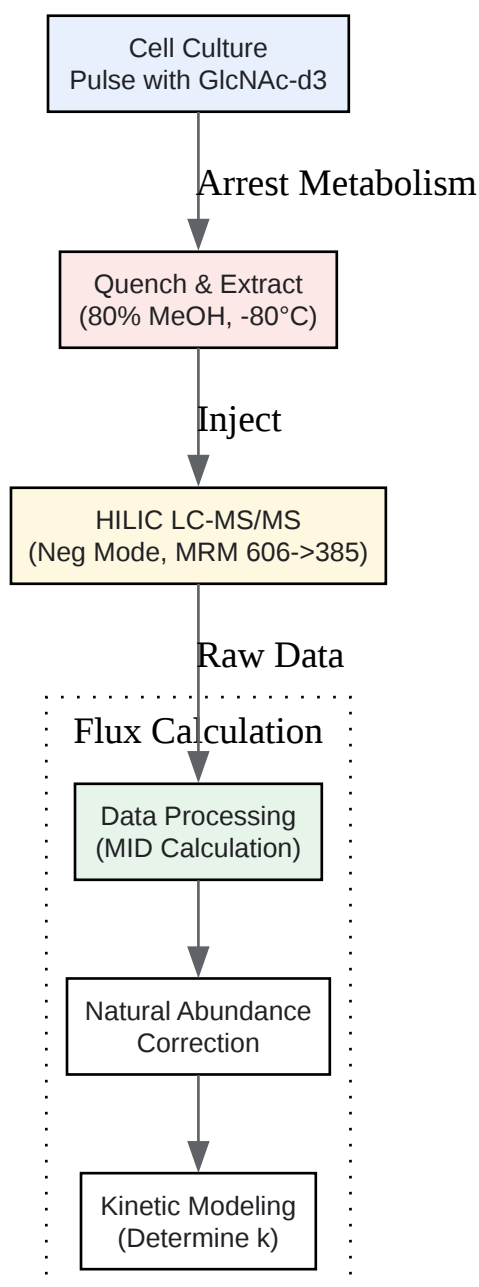 Cell Culture
Pulse with GlcNAc-d3
Arrest Metabolism
Quench & Extract
(80% MeOH, -80°C)
Inject
HILIC LC-MS/MS
(Neg Mode, MRM 606->385)
Raw Data
Flux Calculation
Data Processing
(MID Calculation)
Natural Abundance
Correction
Kinetic Modeling
(Determine k)